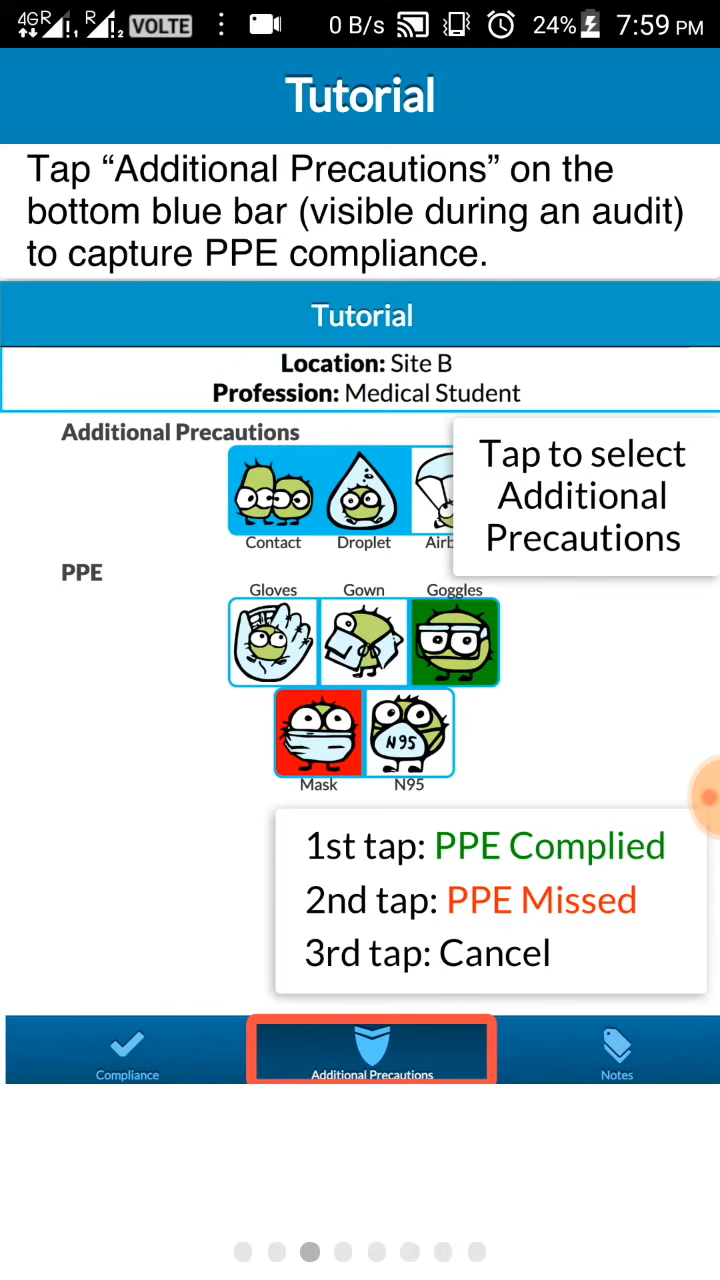 4GR R 1 2 VOLTE 0 B/s 24% 7:59 PM
Tutorial
Tap “Additional Precautions” on the
bottom blue bar (visible during an audit)
to capture PPE compliance.
Tutorial
Location: Site B
Profession: Medical Student
Additional Precautions
Tap to select
Additional
Precautions
Contact Droplet Airb
PPE
Gloves Gown Goggles
N95
Mask N95
1st tap: PPE Complied
2nd tap: PPE Missed
3rd tap: Cancel
Compliance Additional Precautions Notes